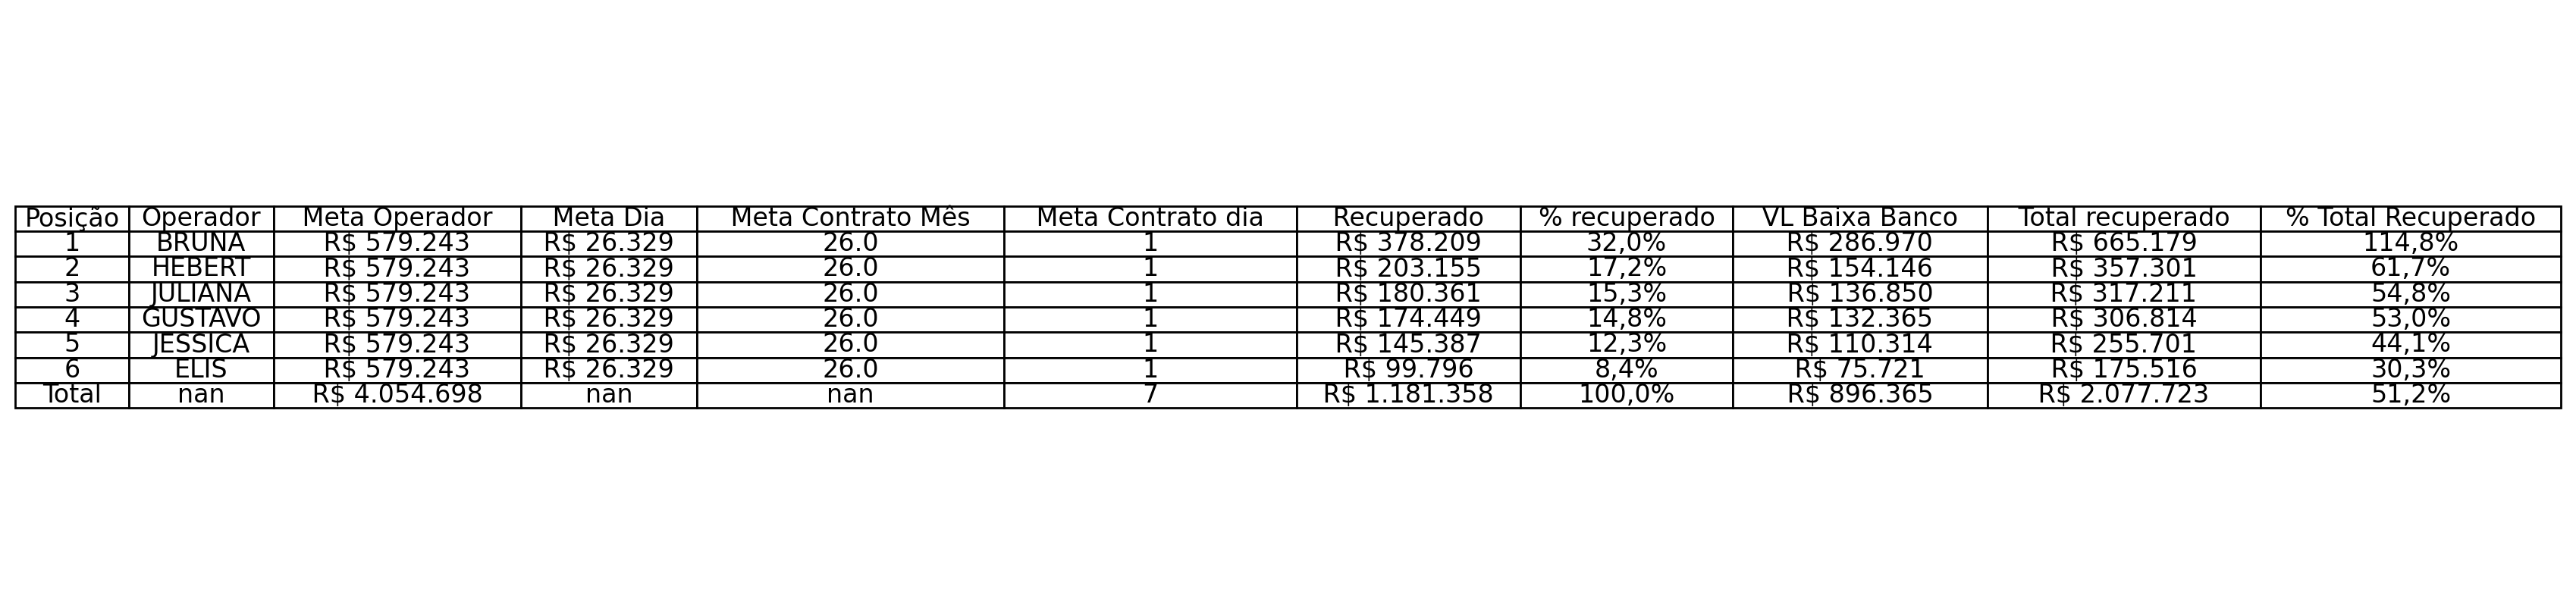 Posição Operador Meta Operador Meta Dia Meta Contrato Mês Meta Contrato dia Recuperado % recuperado VL Baixa Banco Total recuperado % Total Recuperado
1 BRUNA R$ 579.243 R$ 26.329 26.0 1 R$ 378.209 32,0% R$ 286.970 R$ 665.179 114,8%
2 HEBERT R$ 579.243 R$ 26.329 26.0 1 R$ 203.155 17,2% R$ 154.146 R$ 357.301 61,7%
3 JULIANA R$ 579.243 R$ 26.329 26.0 1 R$ 180.361 15,3% R$ 136.850 R$ 317.211 54,8%
4 GUSTAVO R$ 579.243 R$ 26.329 26.0 1 R$ 174.449 14,8% R$ 132.365 R$ 306.814 53,0%
5 JESSICA R$ 579.243 R$ 26.329 26.0 1 R$ 145.387 12,3% R$ 110.314 R$ 255.701 44,1%
6 ELIS R$ 579.243 R$ 26.329 26.0 1 R$ 99.796 8,4% R$ 75.721 R$ 175.516 30,3%
Total nan R$ 4.054.698 nan nan 7 R$ 1.181.358 100,0% R$ 896.365 R$ 2.077.723 51,2%